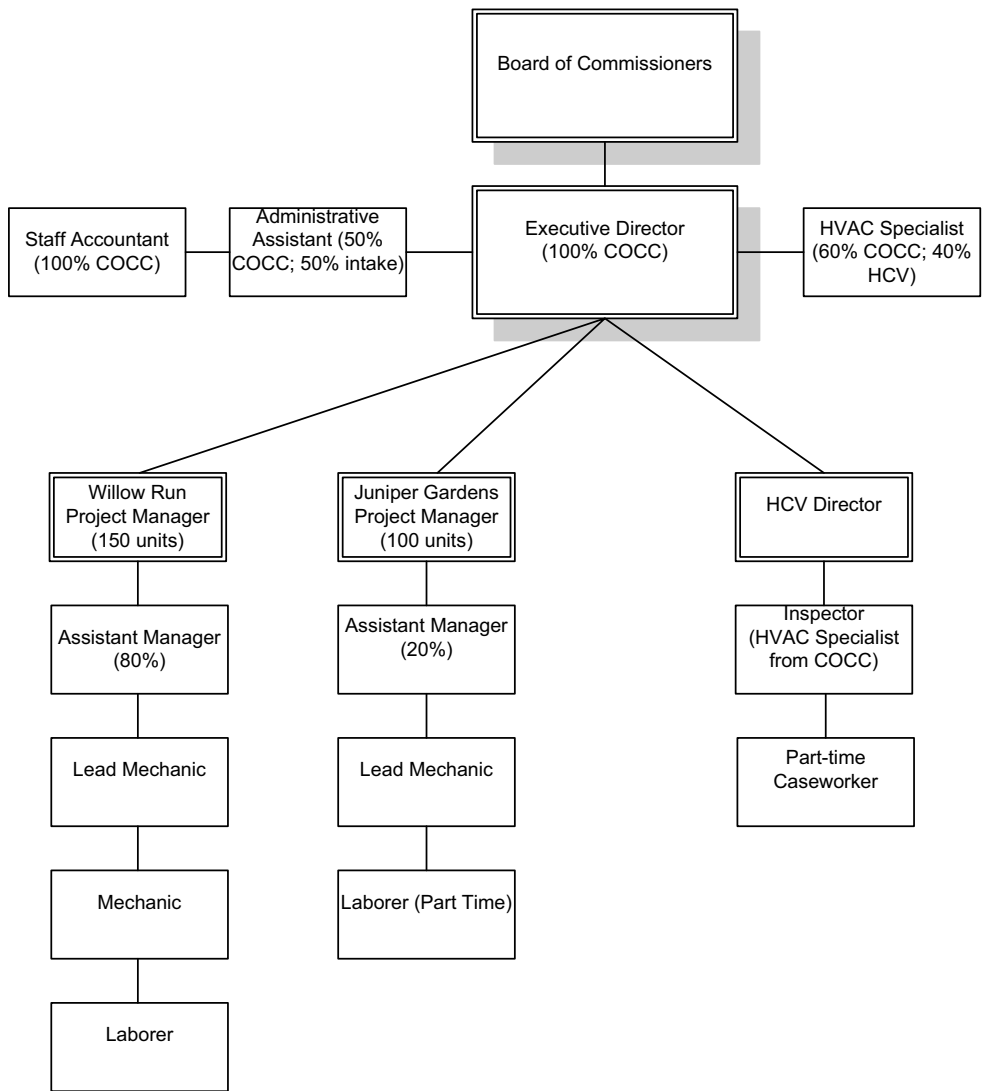 Board of Commissioners
Staff Accountant
(100% COCC)
Administrative
Assistant (50%
COCC; 50% intake)
Executive Director
(100% COCC)
HVAC Specialist
(60% COCC; 40%
HCV)
Willow Run
Project Manager
(150 units)
Juniper Gardens
Project Manager
(100 units)
HCV Director
Assistant Manager
(80%)
Assistant Manager
(20%)
Inspector
(HVAC Specialist
from COCC)
Lead Mechanic
Lead Mechanic
Part-time
Caseworker
Mechanic
Laborer (Part Time)
Laborer